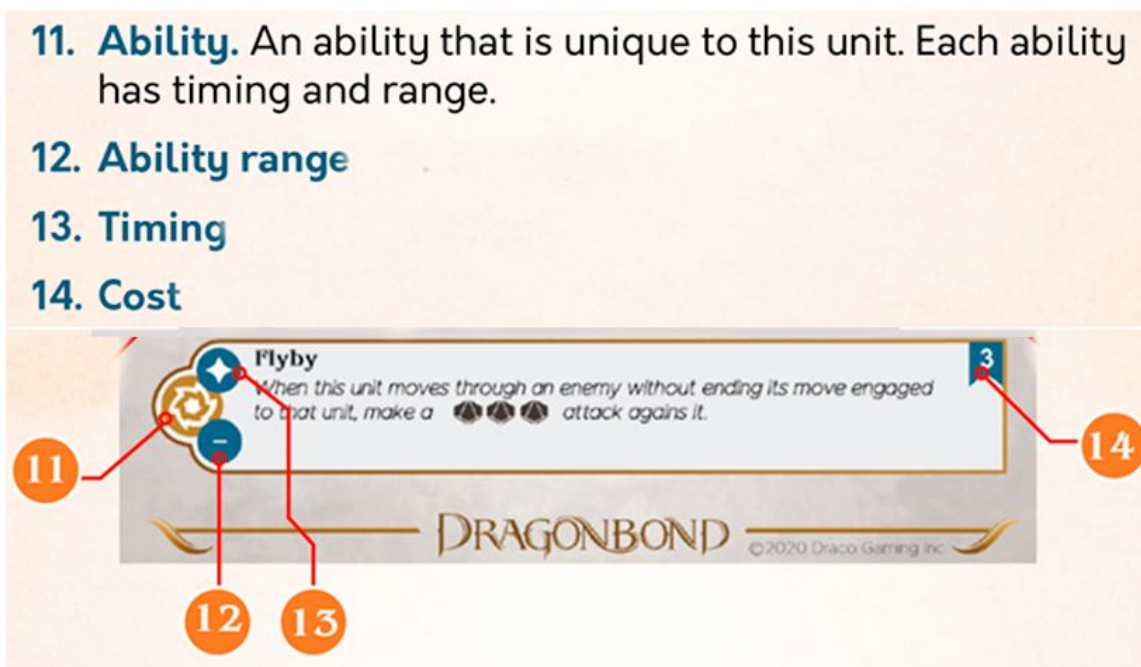 11. Ability. An ability that is unique to this unit. Each ability
has timing and range.
12. Ability range
13. Timing
14. Cost
Flyby
3
When this unit moves through an enemy without ending its move engaged
to that unit, make a attack agains it.
–
11
14
DRAGONBOND
©2020 Draco Gaming Inc
12
13